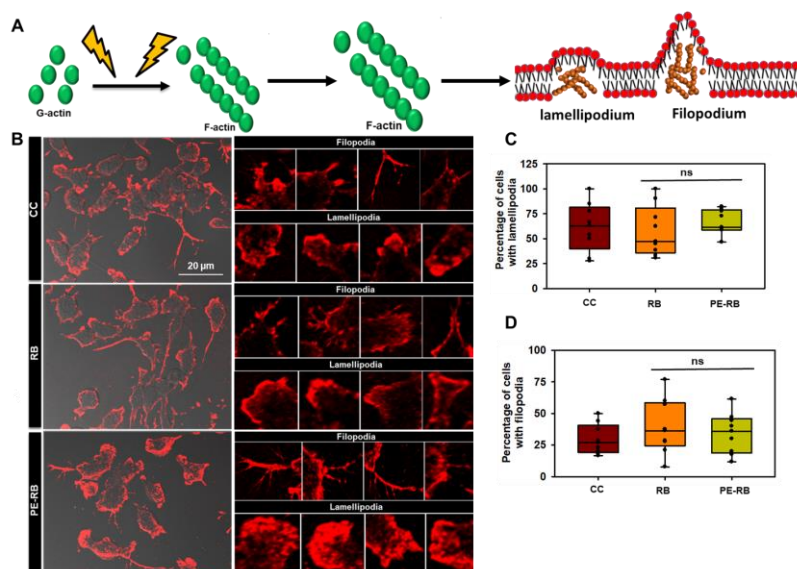 A
G-actin
F-actin
F-actin
lamellipodium
Filopodium
B
CC
Filopodia
Lamellipodia
20 µm
RB
Filopodia
Lamellipodia
PE-RB
Filopodia
Lamellipodia
C
Percentage of cells
with lamellipodia
125
100
75
50
25
0
ns
CC RB PE-RB
D
Percentage of cells
with filopodia
100
75
50
25
0
ns
CC RB PE-RB